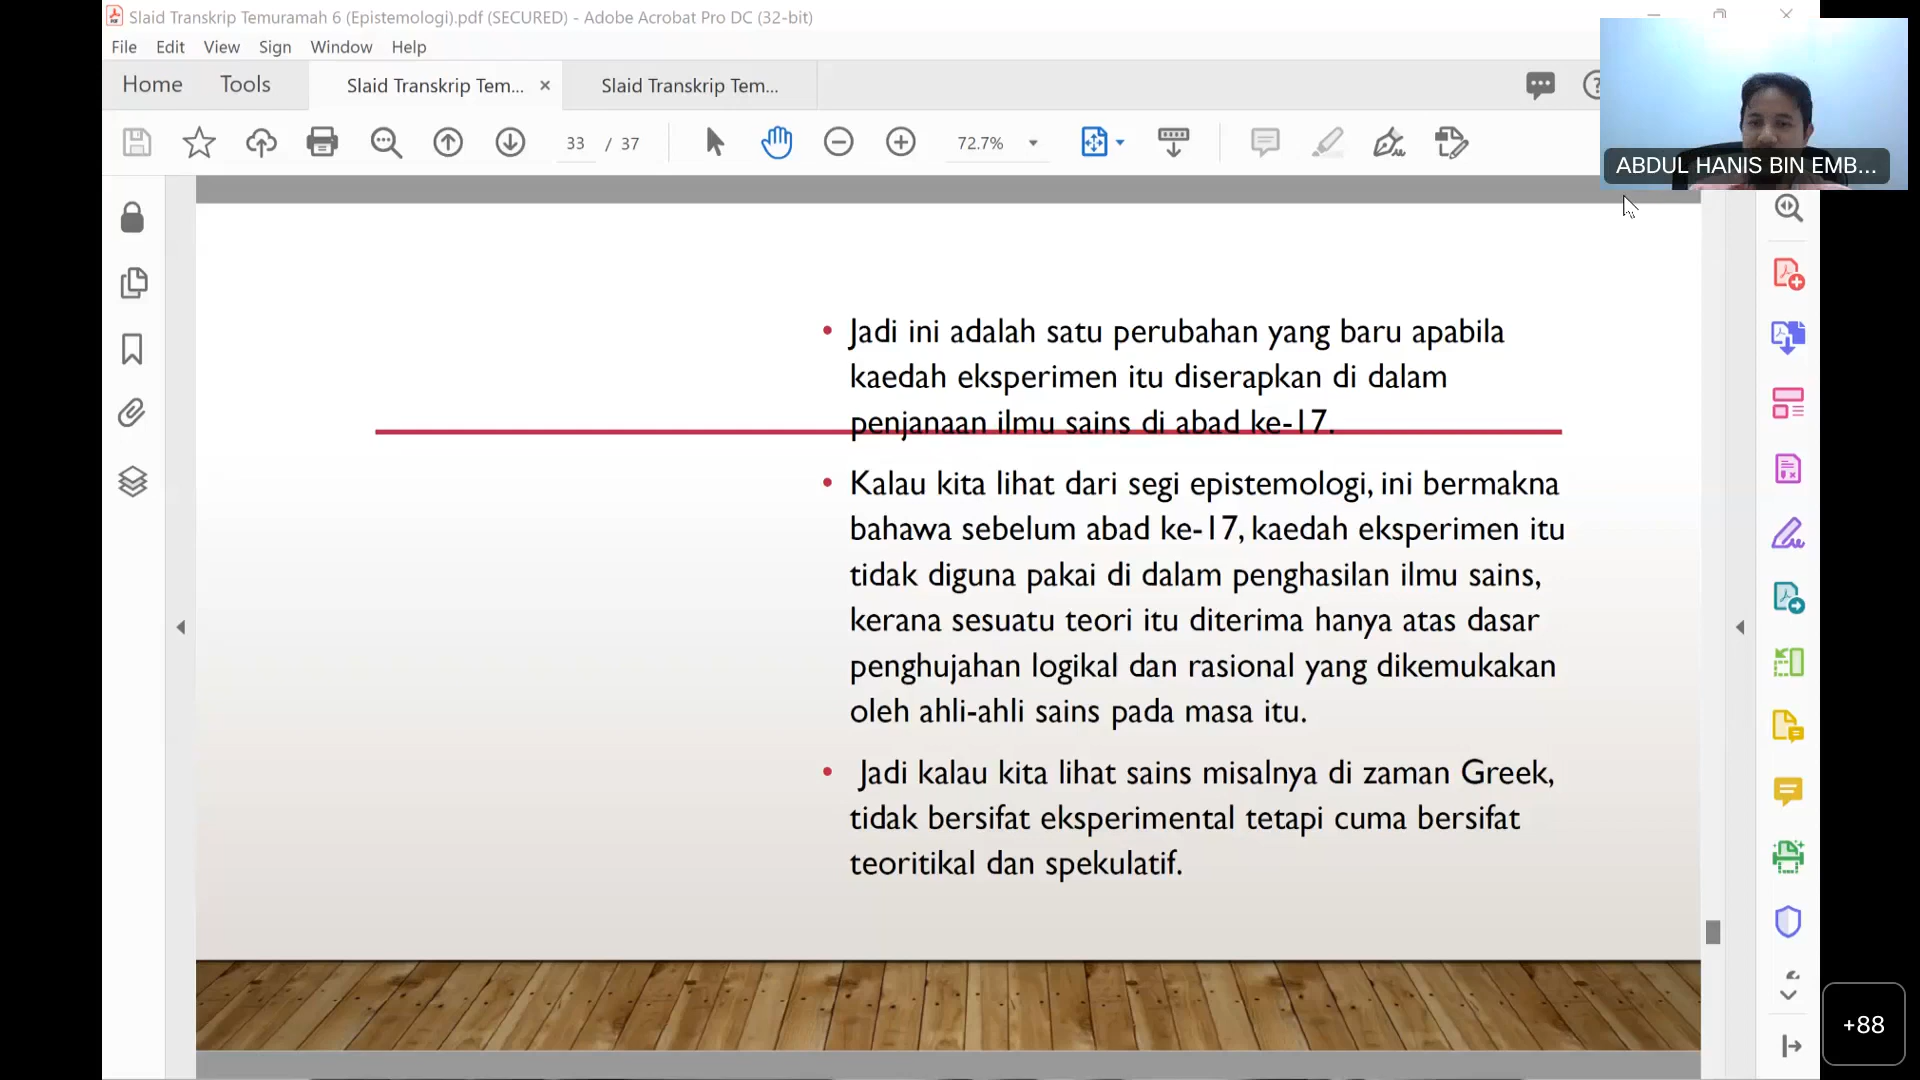 Slaid Transkrip Temuramah 6 (Epistemologi).pdf (SECURED) - Adobe Acrobat Pro DC (32-bit)
File Edit View Sign Window Help
Home Tools Slaid Transkrip Tem... × Slaid Transkrip Tem...
33 / 37 72.7%
ABDUL HANIS BIN EMB...
• Jadi ini adalah satu perubahan yang baru apabila
kaedah eksperimen itu diserapkan di dalam
penjanaan ilmu sains di abad ke-17.
• Kalau kita lihat dari segi epistemologi, ini bermakna
bahawa sebelum abad ke-17, kaedah eksperimen itu
tidak diguna pakai di dalam penghasilan ilmu sains,
kerana sesuatu teori itu diterima hanya atas dasar
penghujahan logikal dan rasional yang dikemukakan
oleh ahli-ahli sains pada masa itu.
• Jadi kalau kita lihat sains misalnya di zaman Greek,
tidak bersifat eksperimental tetapi cuma bersifat
teoritikal dan spekulatif.
+88